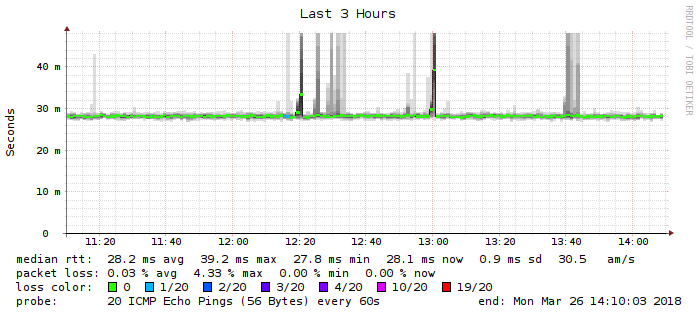 Last 3 Hours
RRDTOOL / TOBI OETIKER
Seconds
40 m
30 m
20 m
10 m
0
11:20 11:40 12:00 12:20 12:40 13:00 13:20 13:40 14:00
median rtt: 28.2 ms avg 39.2 ms max 27.8 ms min 28.1 ms now 0.9 ms sd 30.5 am/s
packet loss: 0.03 % avg 4.33 % max 0.00 % min 0.00 % now
loss color: 0 1/20 2/20 3/20 4/20 10/20 19/20
probe: 20 ICMP Echo Pings (56 Bytes) every 60s end: Mon Mar 26 14:10:03 2018